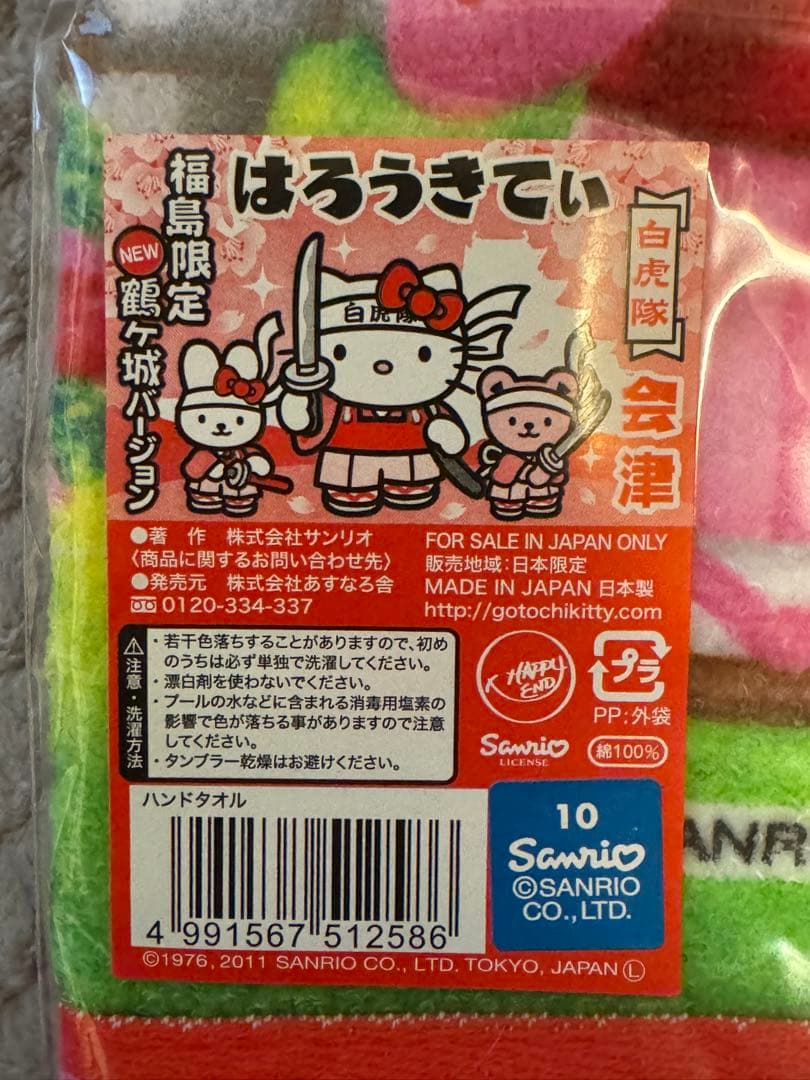 はろうきてぃ
福島限定
NEW
鶴ヶ城バージョン
白虎隊
会津
白虎隊
●著　作　株式会社サンリオ
〈商品に関するお問い合わせ先〉
●発売元　株式会社あすなろ舎
0120-334-337
FOR SALE IN JAPAN ONLY
販売地域:日本限定
MADE IN JAPAN 日本製
http://gotochikitty.com
注意・洗濯方法
・若干色落ちすることがありますので、初め
のうちは必ず単独で洗濯してください。
・漂白剤を使わないでください。
・プールの水などに含まれる消毒用塩素の
影響で色が落ちる事がありますので注意
してください。
・タンブラー乾燥はお避けください。
HAPPY
END
プラ
PP:外袋
Sanrio
LICENSE
綿100%
ハンドタオル
4 991567 512586
10
Sanrio
©SANRIO
CO.,LTD.
©1976, 2011 SANRIO CO., LTD. TOKYO, JAPAN Ⓛ